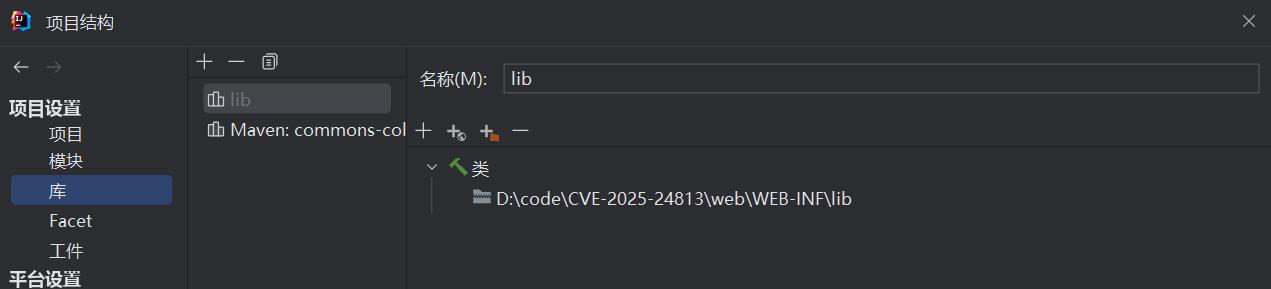 项目结构
项目设置
项目
模块
库
Facet
工件
平台设置
lib
Maven: commons-col
名称(M): lib
类
D:\code\CVE-2025-24813\web\WEB-INF\lib